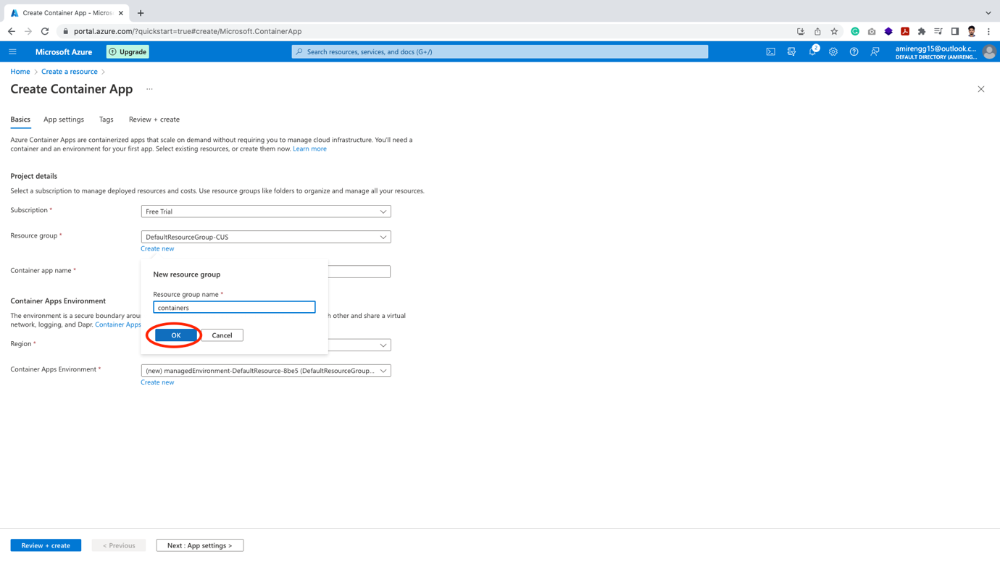 Create Container App - Micros
portal.azure.com/?quickstart=true#create/Microsoft.ContainerApp
Microsoft Azure
Upgrade
Search resources, services, and docs (G+/)
2
amirengg15@outlook.c...
DEFAULT DIRECTORY (AMIRENG...
Home > Create a resource >
Create Container App ...
Basics
App settings
Tags
Review + create
Azure Container Apps are containerized apps that scale on demand without requiring you to manage cloud infrastructure. You'll need a
container and an environment for your first app. Select existing resources, or create them now. Learn more
Project details
Select a subscription to manage deployed resources and costs. Use resource groups like folders to organize and manage all your resources.
Subscription *
Free Trial
Resource group *
DefaultResourceGroup-CUS
Create new
Container app name *
New resource group
Resource group name *
containers
OK
Cancel
Container Apps Environment
The environment is a secure boundary arou
h other and share a virtual
network, logging, and Dapr. Container Apps
Region *
Container Apps Environment *
(new) managedEnvironment-DefaultResource-8be5 (DefaultResourceGroup...
Create new
Review + create
< Previous
Next : App settings >